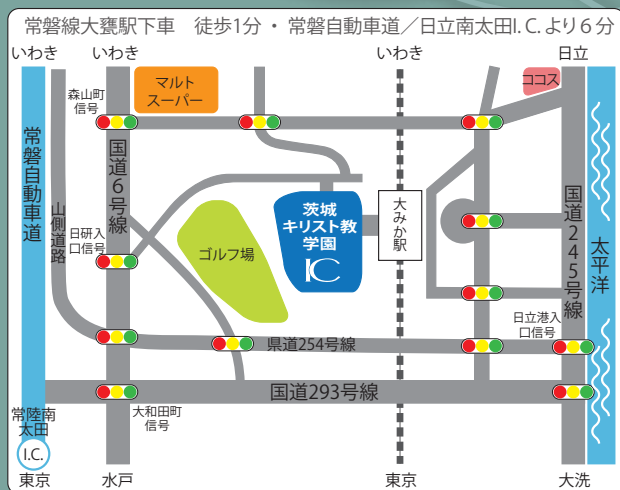 常磐線大甕駅下車　徒歩1分・常磐自動車道／日立南太田I.C.より6分
いわき
いわき
いわき
日立
マルト
スーパー
ココス
森山町
信号
常磐自動車道
山側道路
国道6号線
日研入
口信号
ゴルフ場
茨城
キリスト教
学園
IC
大みか駅
国道245号線
太平洋
日立港入
口信号
県道254号線
国道293号線
大和田町
信号
常陸南
太田
I.C.
東京
水戸
東京
大洗